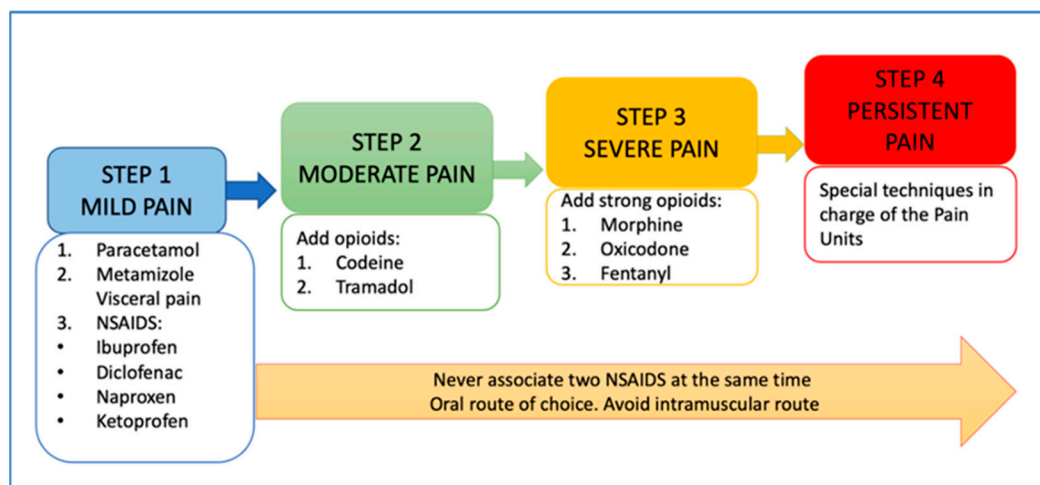 STEP 1
MILD PAIN
1. Paracetamol
2. Metamizole
Visceral pain
3. NSAIDS:
• Ibuprofen
• Diclofenac
• Naproxen
• Ketoprofen
STEP 2
MODERATE PAIN
Add opioids:
1. Codeine
2. Tramadol
STEP 3
SEVERE PAIN
Add strong opioids:
1. Morphine
2. Oxicodone
3. Fentanyl
STEP 4
PERSISTENT
PAIN
Special techniques in
charge of the Pain
Units
Never associate two NSAIDS at the same time
Oral route of choice. Avoid intramuscular route